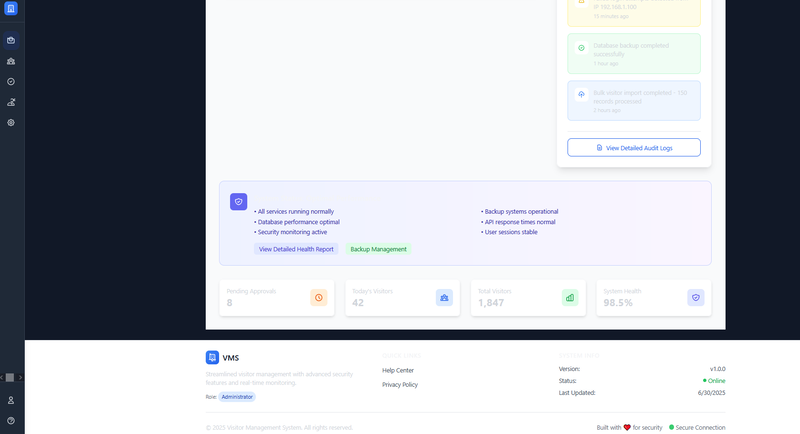 IP 192.168.1.100
15 minutes ago
Database backup completed
successfully
1 hour ago
Bulk visitor import completed - 150
records processed
2 hours ago
View Detailed Audit Logs
• All services running normally
• Database performance optimal
• Security monitoring active
• Backup systems operational
• API response times normal
• User sessions stable
View Detailed Health Report
Backup Management
Pending Approvals
8
Today's Visitors
42
Total Visitors
1,847
System Health
98.5%
VMS
Streamlined visitor management with advanced security
features and real-time monitoring.
Role: Administrator
QUICK LINKS
Help Center
Privacy Policy
SYSTEM INFO
Version: v1.0.0
Status: Online
Last Updated: 6/30/2025
© 2025 Visitor Management System. All rights reserved.
Built with ❤️ for security
Secure Connection